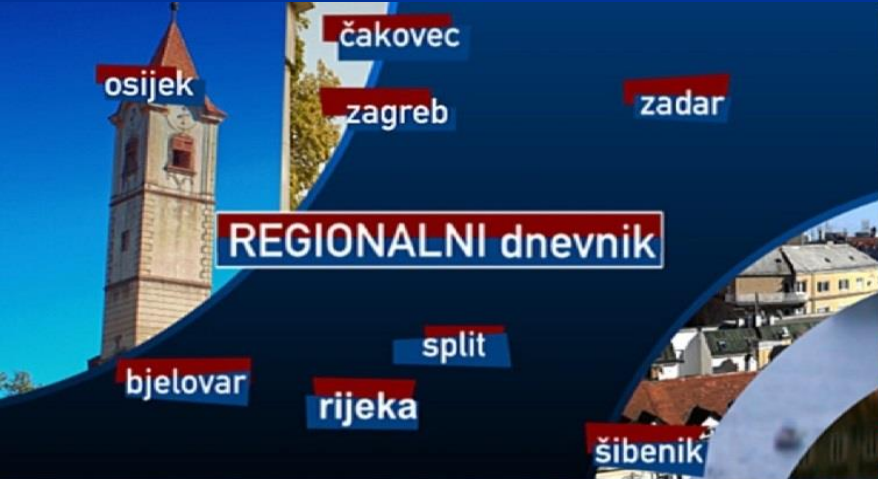 čakovec
osijek
zagreb
zadar
REGIONALNI dnevnik
split
bjelovar
rijeka
šibenik